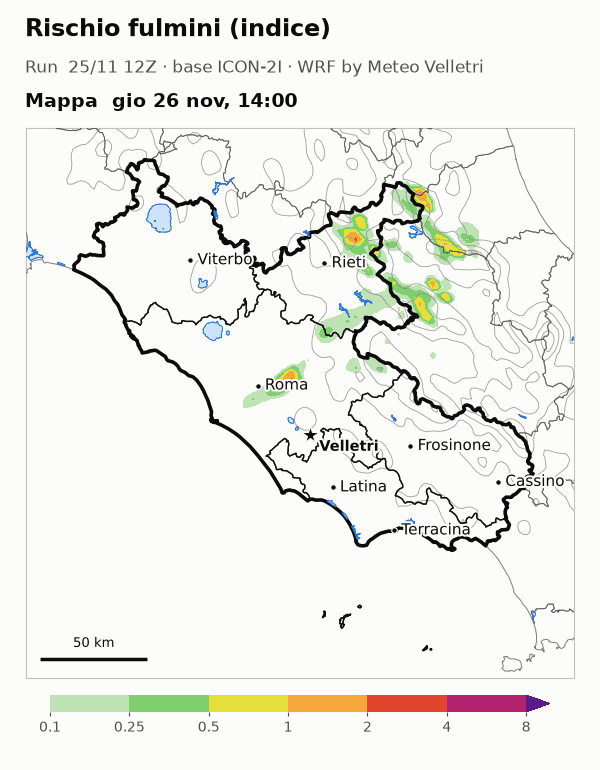 Rischio fulmini (indice)
Run  25/11 12Z · base ICON-2I · WRF by Meteo Velletri
Mappa  gio 26 nov, 14:00
Viterbo
Rieti
Roma
Velletri
Frosinone
Cassino
Latina
Terracina
50 km
0.1 0.25 0.5 1 2 4 8